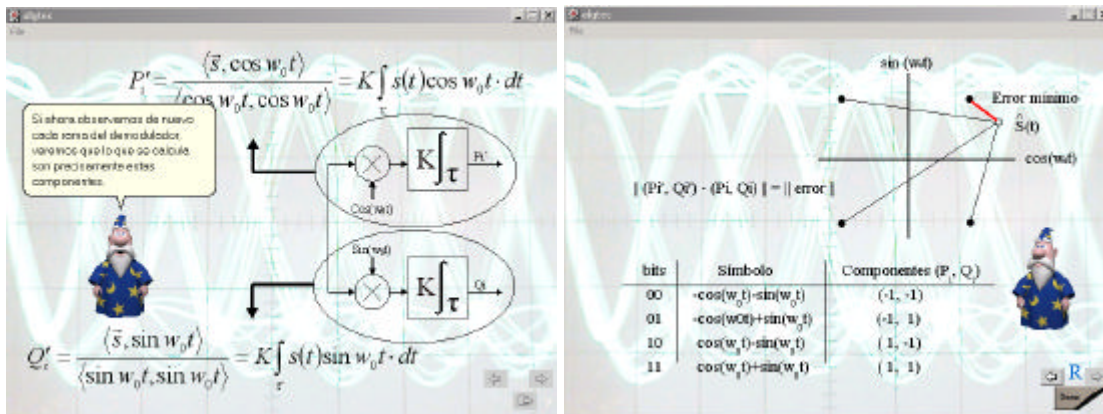 algtec
File
P'ᵢ = ⟨s⃗, cos w₀t⟩ / ⟨cos w₀t, cos w₀t⟩ = K∫τ s(t)cos w₀t · dt
Si ahora observamos de nuevo
cada rama del demodulador,
veremos que lo que se calcula
son precisamente estas
componentes.
K∫τ
Pi'
Cos(w₀t)
Sin(w₀t)
K∫τ
Qi
Q'ᵢ = ⟨s⃗, sin w₀t⟩ / ⟨sin w₀t, sin w₀t⟩ = K∫τ s(t)sin w₀t · dt
algtec
File
sin (w₀t)
Error mínimo
Ŝ(t)
cos(w₀t)
|| (Pi', Qi') - (Pi, Qi) || = || error ||
bits Símbolo Componentes (Pᵢ, Qᵢ)
00 -cos(w₀t)-sin(w₀t) (-1, -1)
01 -cos(w0t)+sin(w₀t) (-1, 1)
10 cos(w₀t)-sin(w₀t) ( 1, -1)
11 cos(w₀t)+sin(w₀t) ( 1, 1)
R